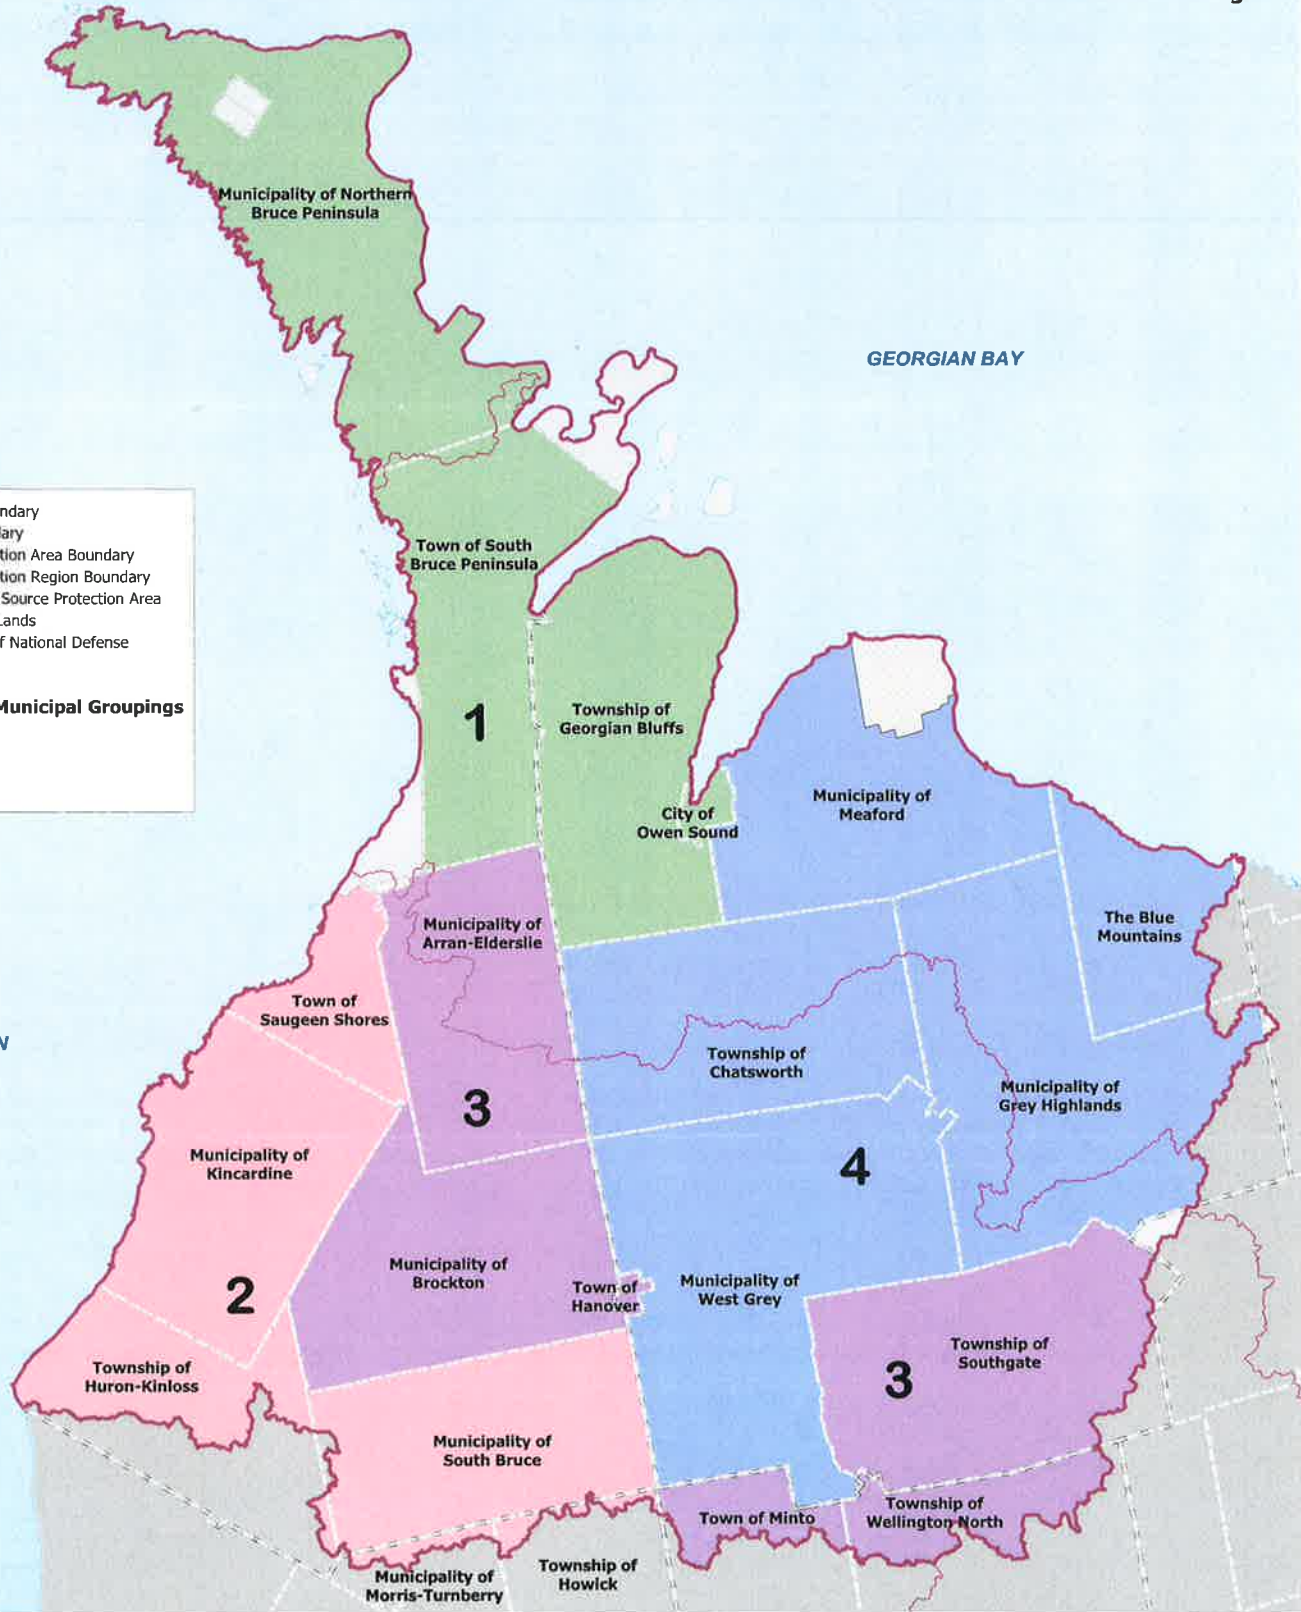 Municipality of Northern
Bruce Peninsula
GEORGIAN BAY
ndary
lary
tion Area Boundary
tion Region Boundary
Source Protection Area
Lands
f National Defense
Municipal Groupings
Town of South
Bruce Peninsula
1
Township of
Georgian Bluffs
City of
Owen Sound
Municipality of
Meaford
The Blue
Mountains
Municipality of
Arran-Elderslie
Town of
Saugeen Shores
N
Township of
Chatsworth
Municipality of
Grey Highlands
3
Municipality of
Kincardine
4
Municipality of
Brockton
Town of
Hanover
Municipality of
West Grey
2
Township of
Southgate
3
Township of
Huron-Kinloss
Municipality of
South Bruce
Town of Minto
Township of
Wellington North
Municipality of
Morris-Turnberry
Township of
Howick